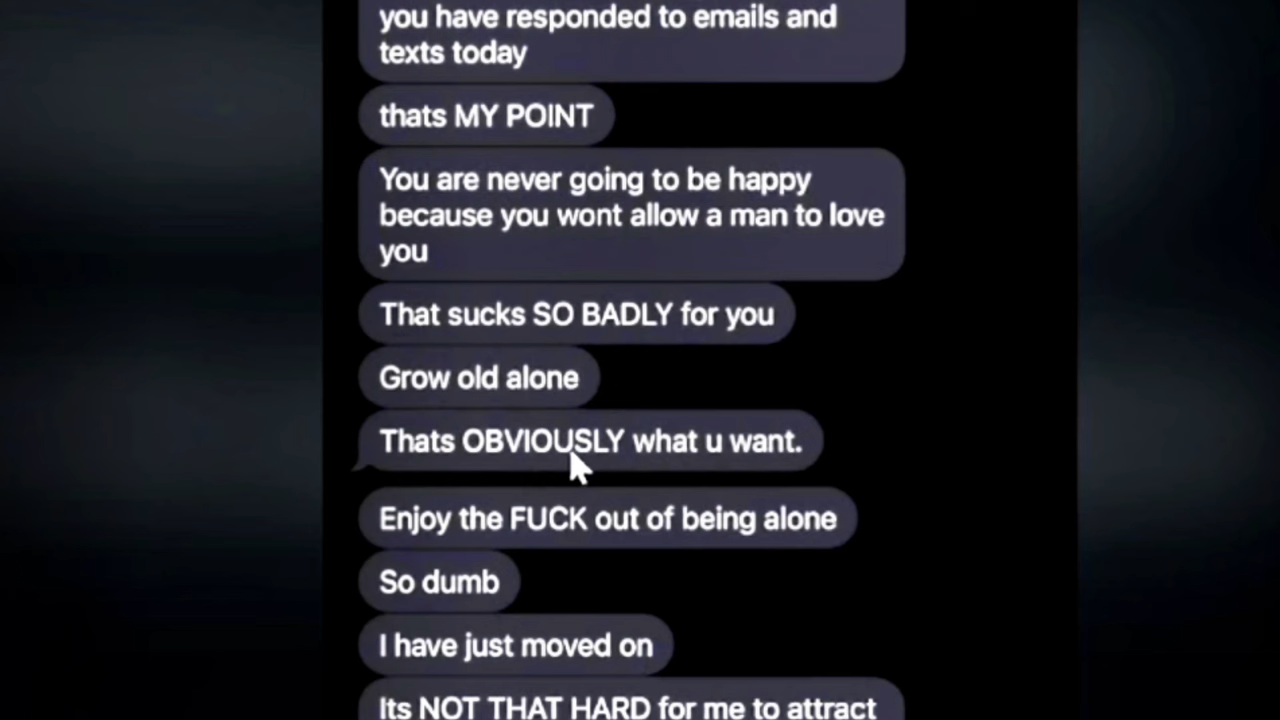 you have responded to emails and
texts today
thats MY POINT
You are never going to be happy
because you wont allow a man to love
you
That sucks SO BADLY for you
Grow old alone
Thats OBVIOUSLY what u want.
Enjoy the FUCK out of being alone
So dumb
I have just moved on
Its NOT THAT HARD for me to attract